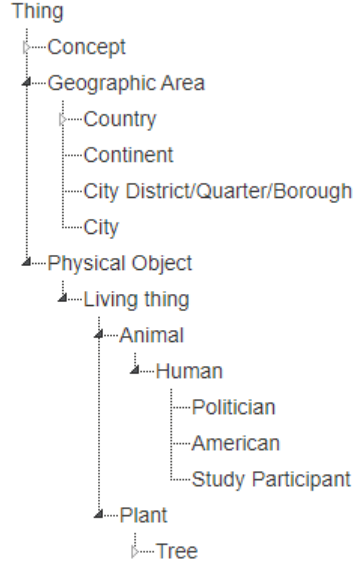 Thing
Concept
Geographic Area
Country
Continent
City District/Quarter/Borough
City
Physical Object
Living thing
Animal
Human
Politician
American
Study Participant
Plant
Tree